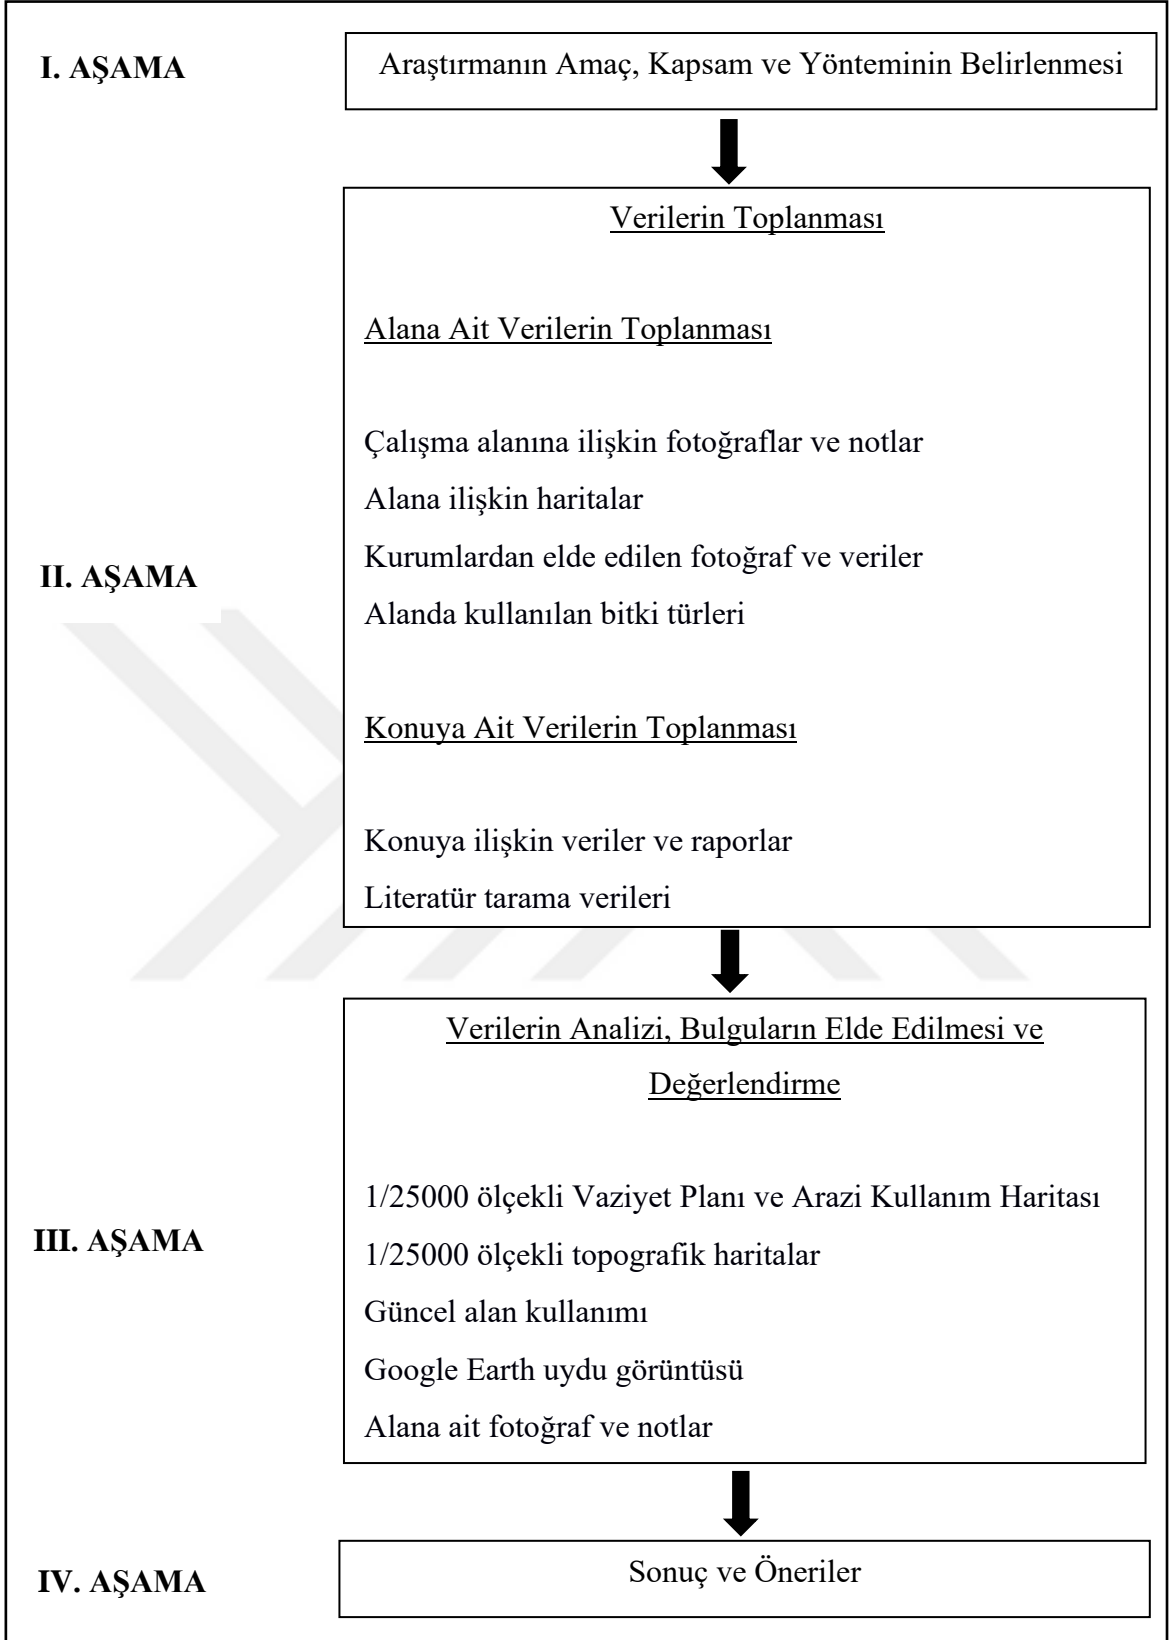 I. AŞAMA
Araştırmanın Amaç, Kapsam ve Yönteminin Belirlenmesi
II. AŞAMA
Verilerin Toplanması
Alana Ait Verilerin Toplanması
Çalışma alanına ilişkin fotoğraflar ve notlar
Alana ilişkin haritalar
Kurumlardan elde edilen fotoğraf ve veriler
Alanda kullanılan bitki türleri
Konuya Ait Verilerin Toplanması
Konuya ilişkin veriler ve raporlar
Literatür tarama verileri
III. AŞAMA
Verilerin Analizi, Bulguların Elde Edilmesi ve
Değerlendirme
1/25000 ölçekli Vaziyet Planı ve Arazi Kullanım Haritası
1/25000 ölçekli topografik haritalar
Güncel alan kullanımı
Google Earth uydu görüntüsü
Alana ait fotoğraf ve notlar
IV. AŞAMA
Sonuç ve Öneriler